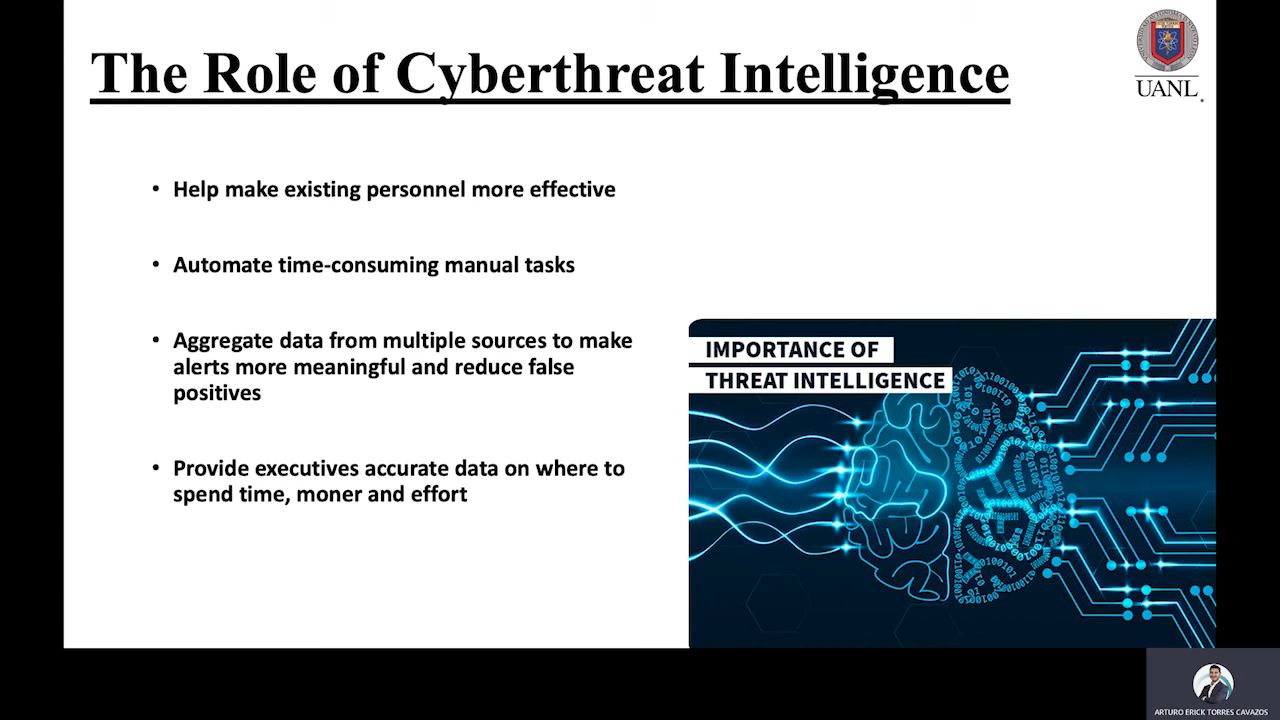 The Role of Cyberthreat Intelligence
UANL
• Help make existing personnel more effective
• Automate time-consuming manual tasks
• Aggregate data from multiple sources to make
alerts more meaningful and reduce false
positives
• Provide executives accurate data on where to
spend time, moner and effort
IMPORTANCE OF
THREAT INTELLIGENCE
ARTURO ERICK TORRES CAVAZOS